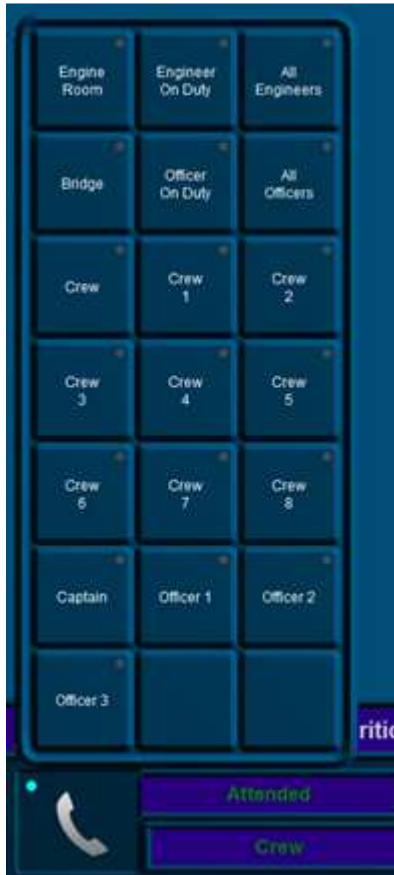 Engine
Room
Engineer
On Duty
All
Engineers
Bridge
Officer
On Duty
All
Officers
Crew
Crew
1
Crew
2
Crew
3
Crew
4
Crew
5
Crew
6
Crew
7
Crew
8
Captain
Officer 1
Officer 2
Officer 3
ritic
Attended
Crew